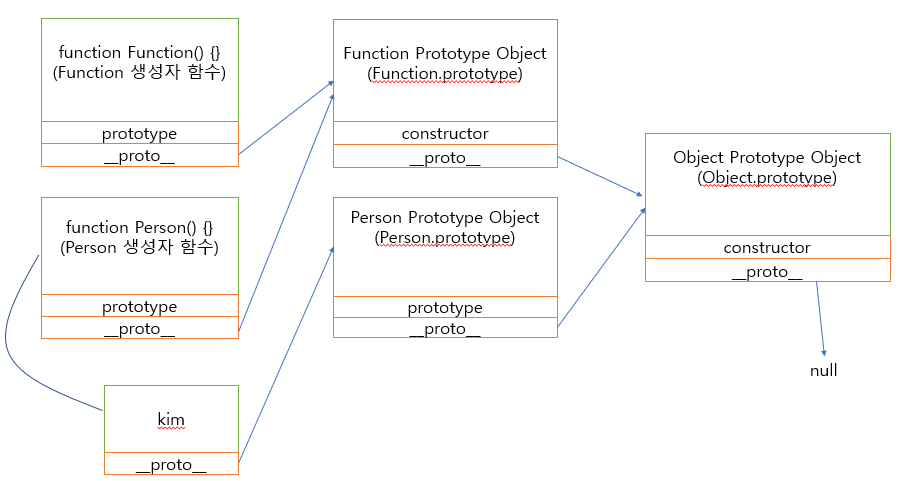 function Function() {}
(Function 생성자 함수)
prototype
__proto__
Function Prototype Object
(Function.prototype)
constructor
__proto__
Object Prototype Object
(Object.prototype)
constructor
__proto__
null
function Person() {}
(Person 생성자 함수)
prototype
__proto__
Person Prototype Object
(Person.prototype)
prototype
__proto__
kim
__proto__